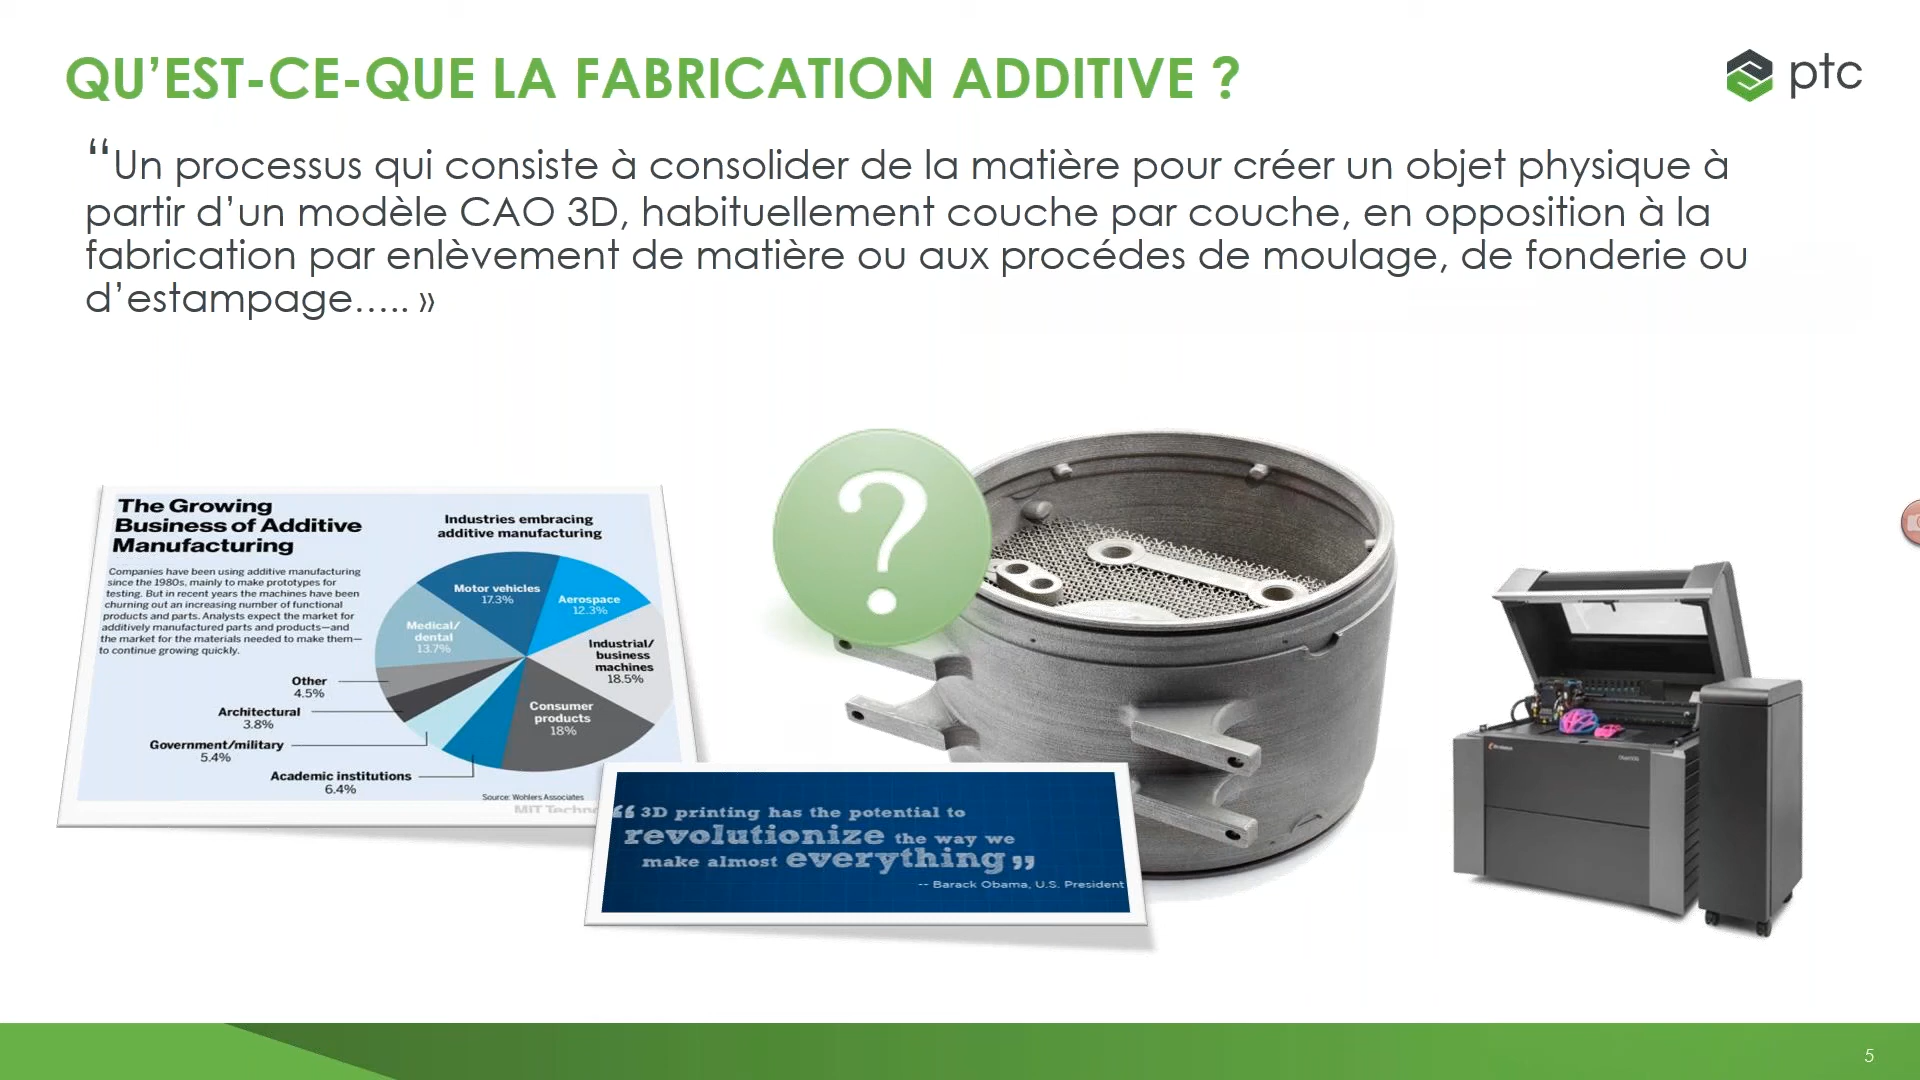 QU’EST-CE-QUE LA FABRICATION ADDITIVE ?
ptc
“Un processus qui consiste à consolider de la matière pour créer un objet physique à
partir d’un modèle CAO 3D, habituellement couche par couche, en opposition à la
fabrication par enlèvement de matière ou aux procédes de moulage, de fonderie ou
d’estampage….. »
The Growing
Business of Additive
Manufacturing
Companies have been using additive manufacturing
since the 1980s, mainly to make prototypes for
testing. But in recent years the machines have been
churning out an increasing number of functional
products and parts. Analysts expect the market for
additively manufactured parts and products—and
the market for the materials needed to make them—
to continue growing quickly.
Industries embracing
additive manufacturing
Motor vehicles
17.3%
Aerospace
12.3%
Medical/
dental
13.7%
Industrial/
business
machines
18.5%
Other
4.5%
Consumer
products
18%
Architectural
3.8%
Government/military
5.4%
Academic institutions
6.4%
Source: Wohlers Associates
MIT Techn
?
“ 3D printing has the potential to
revolutionize the way we
make almost everything”
-- Barack Obama, U.S. President
5